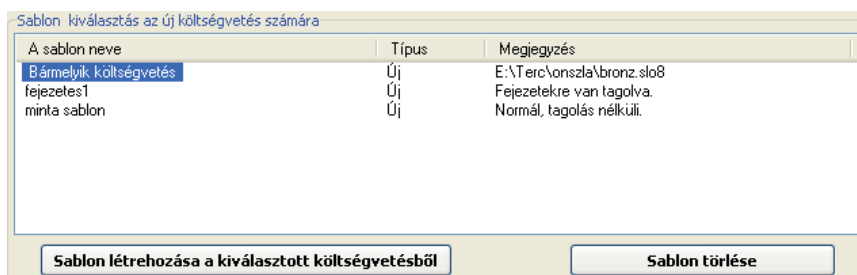 Sablon kiválasztás az új költségvetés számára
A sablon neve Típus Megjegyzés
Bármelyik költségvetés Új E:\Terc\onszla\bronz.slo8
fejezetes1 Új Fejezetekre van tagolva.
minta sablon Új Normál, tagolás nélküli.
Sablon létrehozása a kiválasztott költségvetésből Sablon törlése